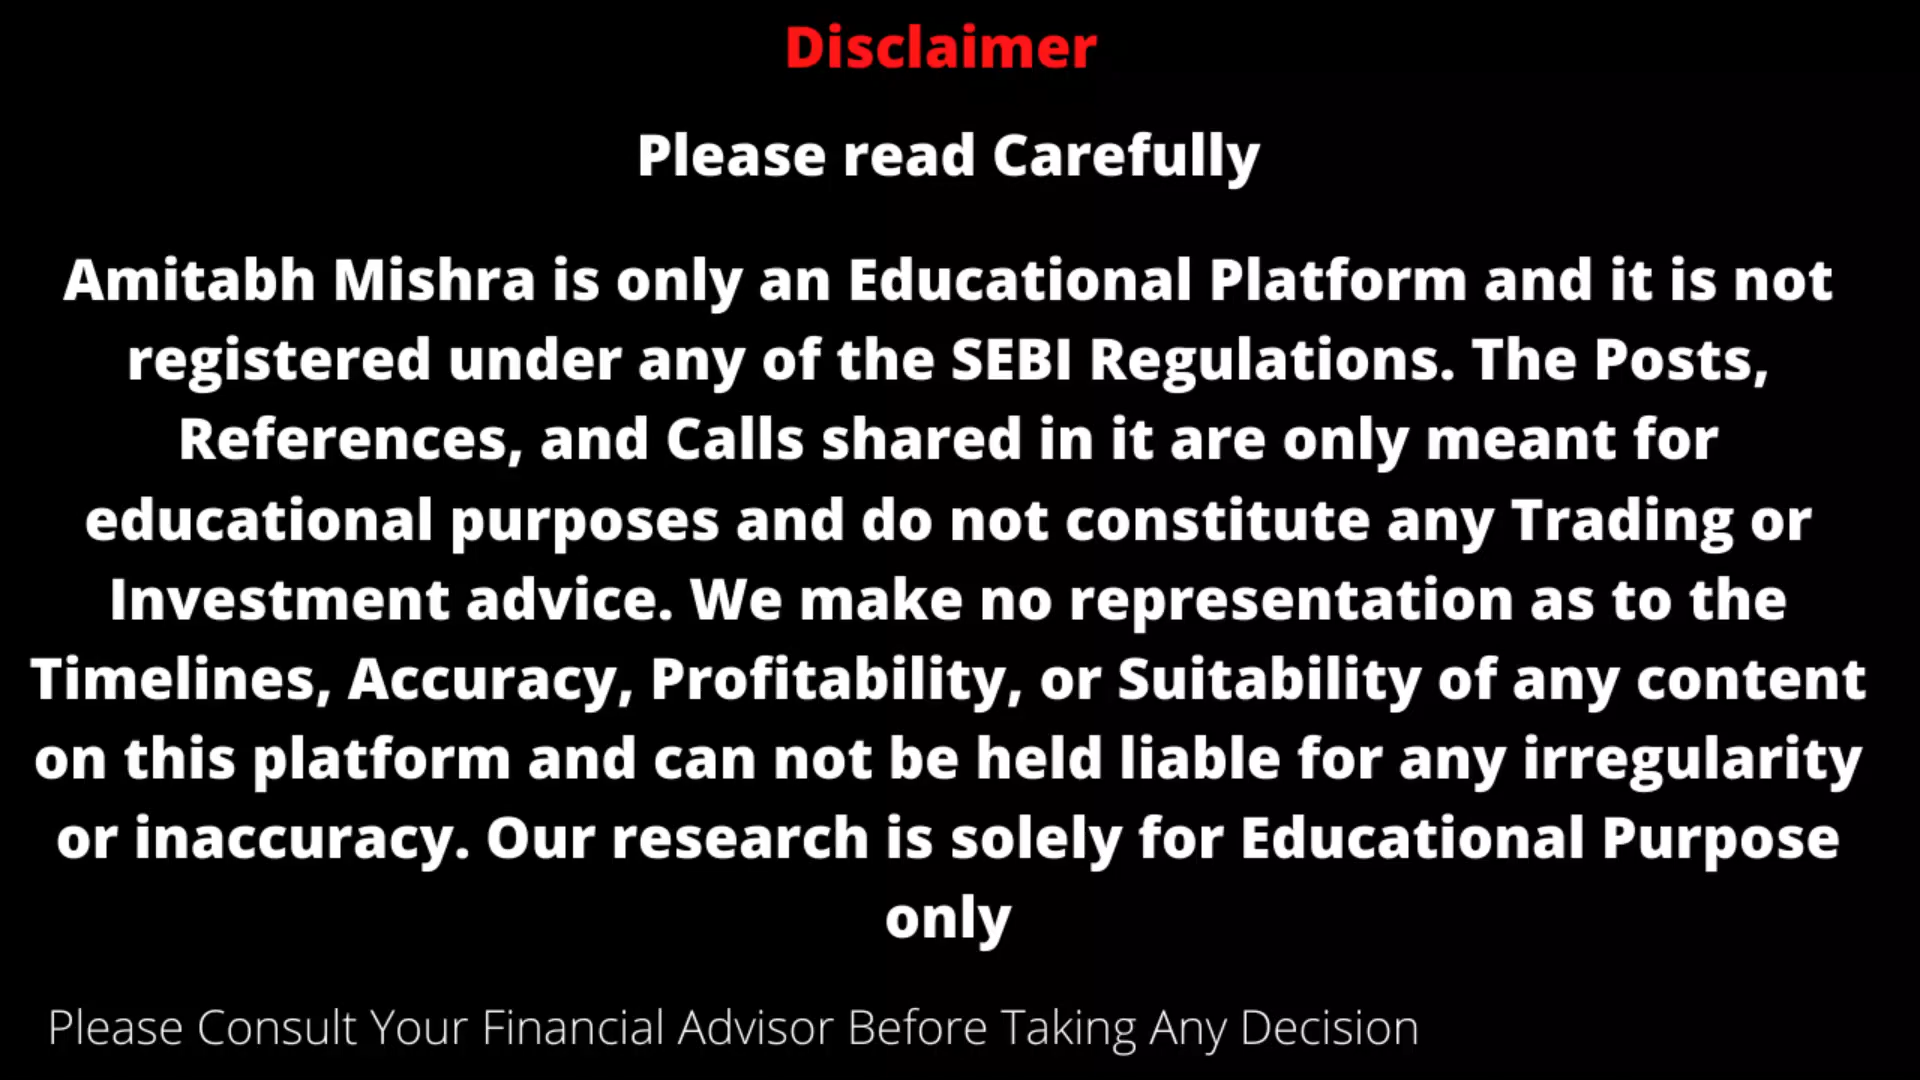 Disclaimer
Please read Carefully
Amitabh Mishra is only an Educational Platform and it is not
registered under any of the SEBI Regulations. The Posts,
References, and Calls shared in it are only meant for
educational purposes and do not constitute any Trading or
Investment advice. We make no representation as to the
Timelines, Accuracy, Profitability, or Suitability of any content
on this platform and can not be held liable for any irregularity
or inaccuracy. Our research is solely for Educational Purpose
only
Please Consult Your Financial Advisor Before Taking Any Decision